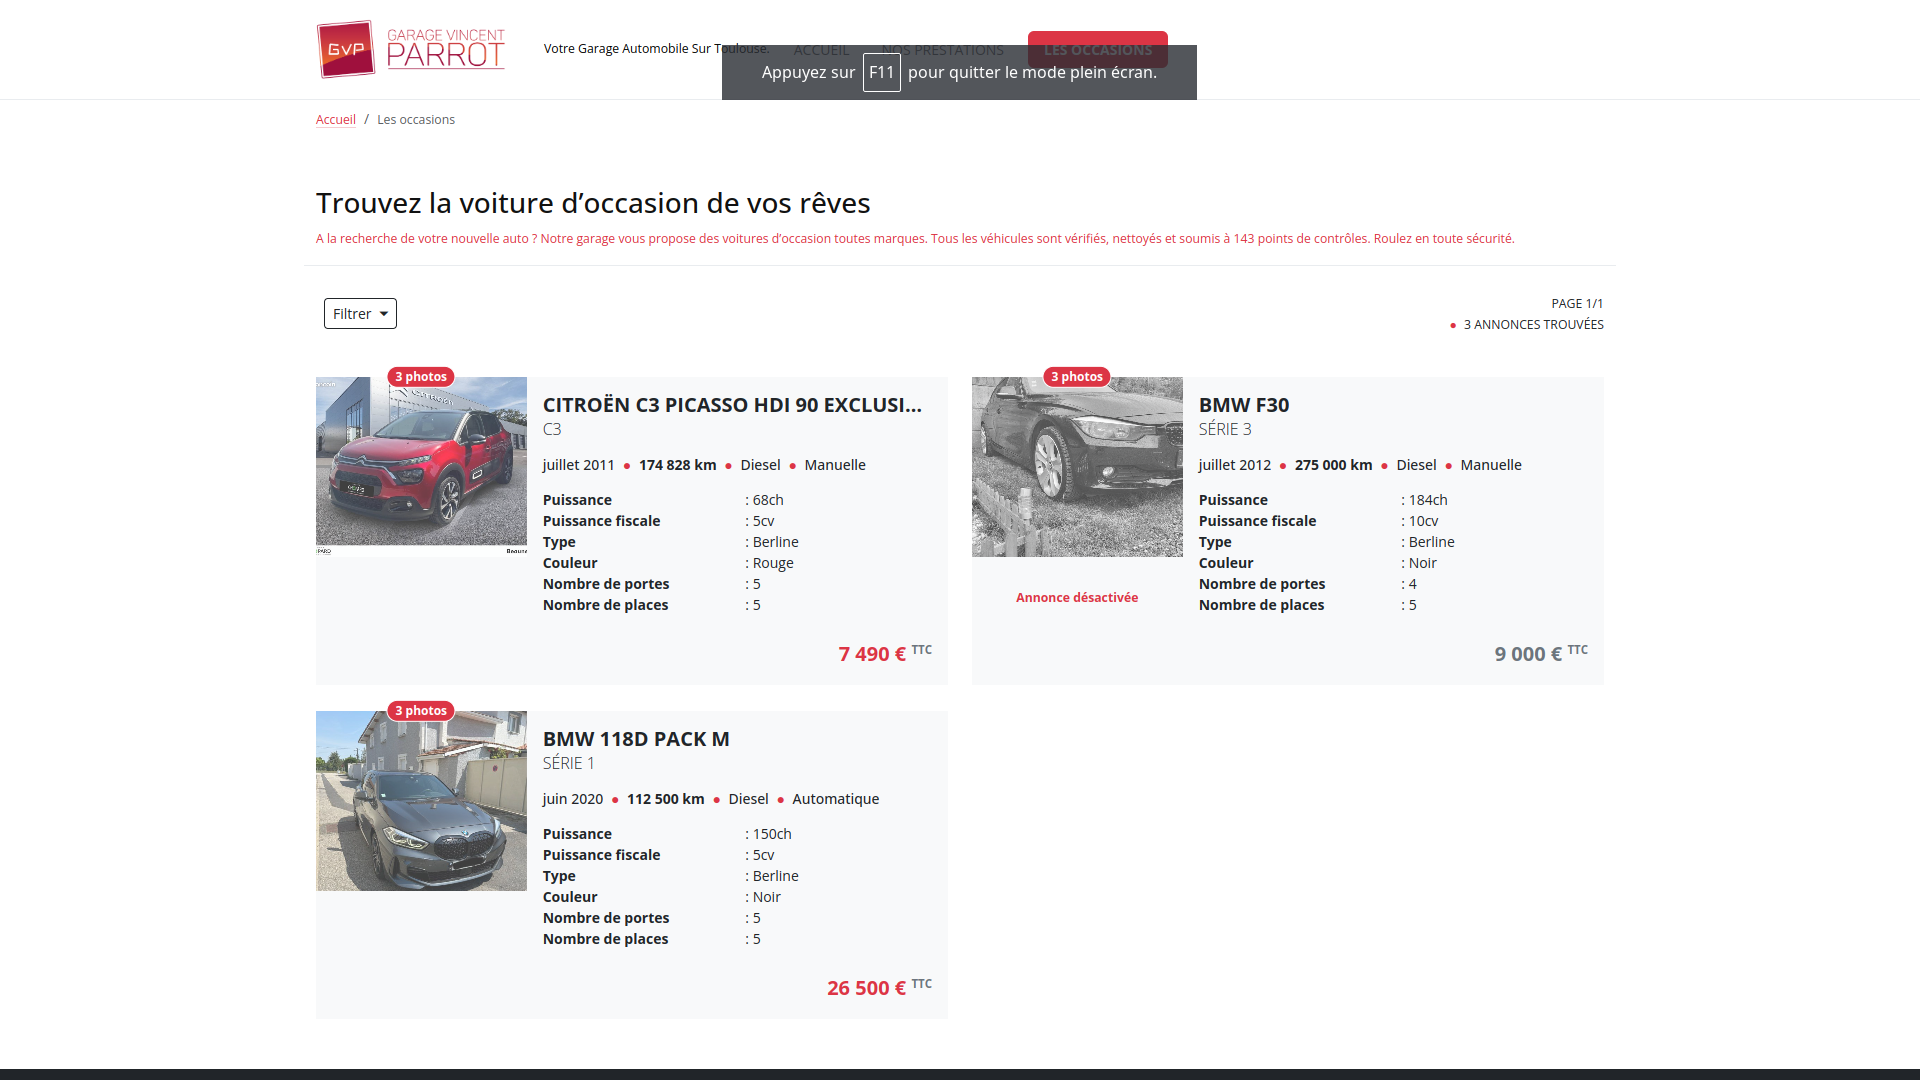 GVP
GARAGE VINCENT
PARROT
Votre Garage Automobile Sur Toulouse.
ACCUEIL
NOS PRESTATIONS
LES OCCASIONS
Appuyez sur F11 pour quitter le mode plein écran.
Accueil / Les occasions
Trouvez la voiture d’occasion de vos rêves
A la recherche de votre nouvelle auto ? Notre garage vous propose des voitures d’occasion toutes marques. Tous les véhicules sont vérifiés, nettoyés et soumis à 143 points de contrôles. Roulez en toute sécurité.
Filtrer
PAGE 1/1
● 3 ANNONCES TROUVÉES
3 photos
CITROËN C3 PICASSO HDI 90 EXCLUSI...
C3
juillet 2011 ● 174 828 km ● Diesel ● Manuelle
Puissance : 68ch
Puissance fiscale : 5cv
Type : Berline
Couleur : Rouge
Nombre de portes : 5
Nombre de places : 5
7 490 € TTC
Beaune
3 photos
BMW F30
SÉRIE 3
juillet 2012 ● 275 000 km ● Diesel ● Manuelle
Puissance : 184ch
Puissance fiscale : 10cv
Type : Berline
Couleur : Noir
Nombre de portes : 4
Nombre de places : 5
Annonce désactivée
9 000 € TTC
3 photos
BMW 118D PACK M
SÉRIE 1
juin 2020 ● 112 500 km ● Diesel ● Automatique
Puissance : 150ch
Puissance fiscale : 5cv
Type : Berline
Couleur : Noir
Nombre de portes : 5
Nombre de places : 5
26 500 € TTC